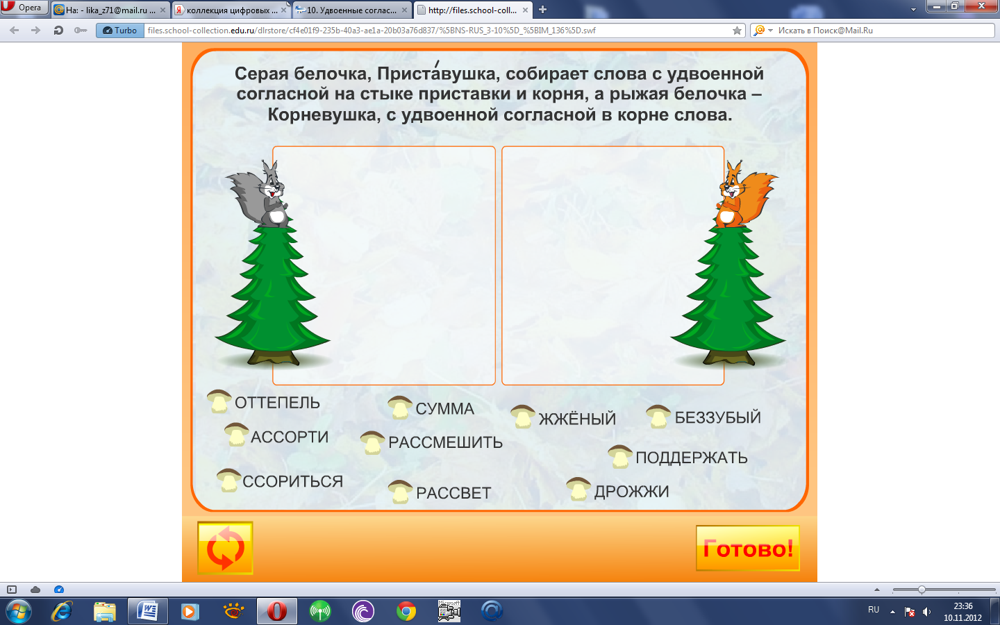 Opera
На: - lika_z71@mail.ru ...
коллекция цифровых ...
10. Удвоенные соглас...
http://files.school-coll...
Turbo
files.school-collection.edu.ru/dlrstore/cf4e01f9-235b-40a3-ae1a-20b03a76d837/%5BNS-RUS_3-10%5D_%5BIM_136%5D.swf
Искать в Поиск@Mail.Ru
Серая белочка, Приста́вушка, собирает слова с удвоенной
согласной на стыке приставки и корня, а рыжая белочка –
Корневушка, с удвоенной согласной в корне слова.
ОТТЕПЕЛЬ
СУММА
ЖЖЁНЫЙ
БЕЗЗУБЫЙ
АССОРТИ
РАССМЕШИТЬ
ПОДДЕРЖАТЬ
ССОРИТЬСЯ
РАССВЕТ
ДРОЖЖИ
Готово!
Microsoft
RU
23:36
10.11.2012